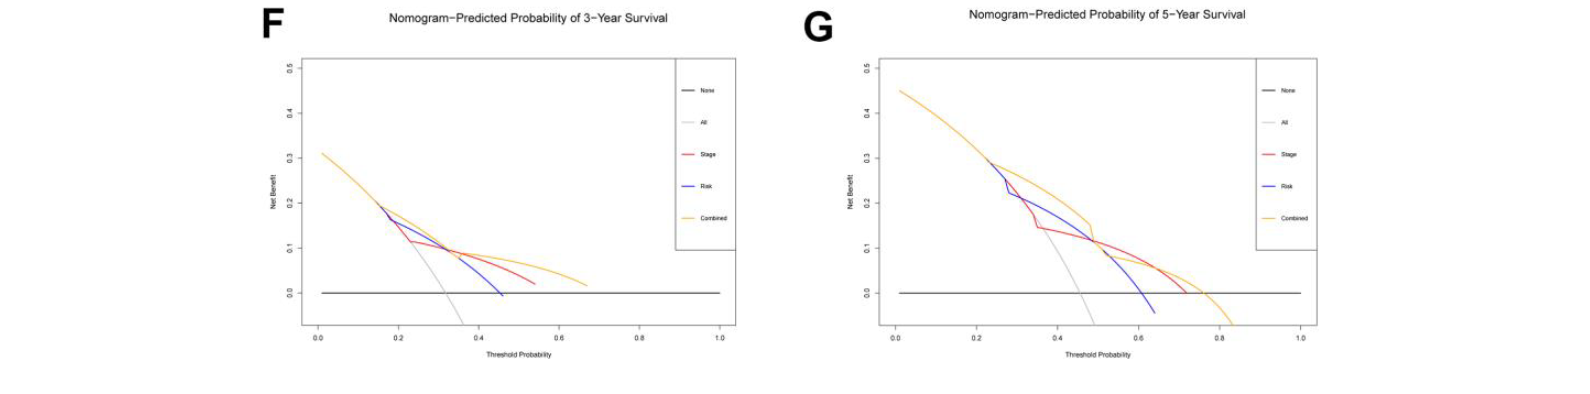 F
Nomogram−Predicted Probability of 3−Year Survival
Net Benefit
0.5
0.4
0.3
0.2
0.1
0.0
None
All
Stage
Risk
Combined
0.0 0.2 0.4 0.6 0.8 1.0
Threshold Probability
G
Nomogram−Predicted Probability of 5−Year Survival
Net Benefit
0.5
0.4
0.3
0.2
0.1
0.0
None
All
Stage
Risk
Combined
0.0 0.2 0.4 0.6 0.8 1.0
Threshold Probability